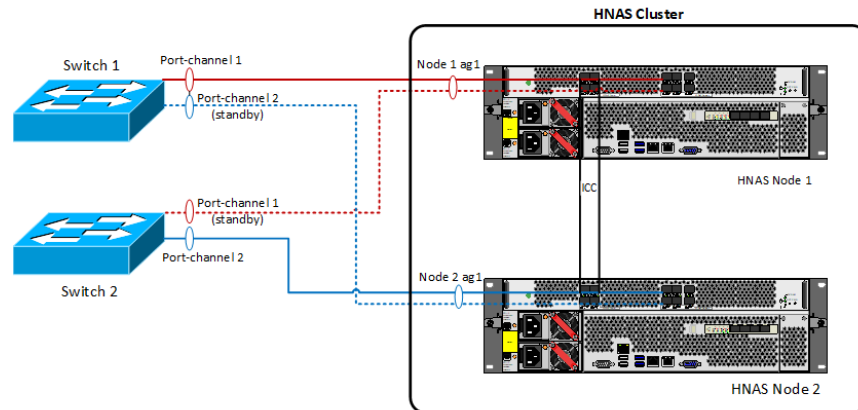 HNAS Cluster
Switch 1
Port-channel 1
Node 1 ag1
Port-channel 2
(standby)
HNAS Node 1
ICC
Port-channel 1
(standby)
Port-channel 2
Node 2 ag1
Switch 2
HNAS Node 2